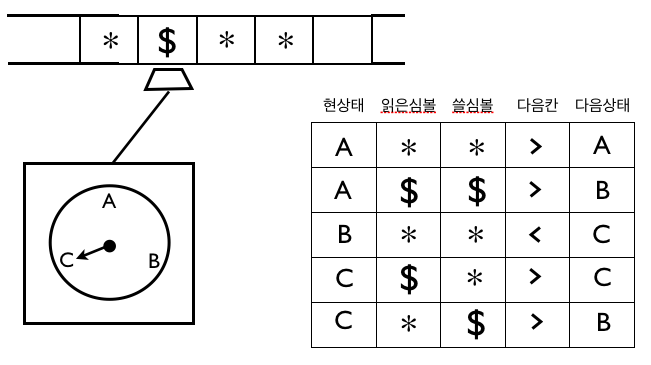 * $ * *
현상태 읽은심볼 쓸심볼 다음칸 다음상태
A * * > A
A $ $ > B
B * * < C
C $ * > C
C * $ > B
A
C B